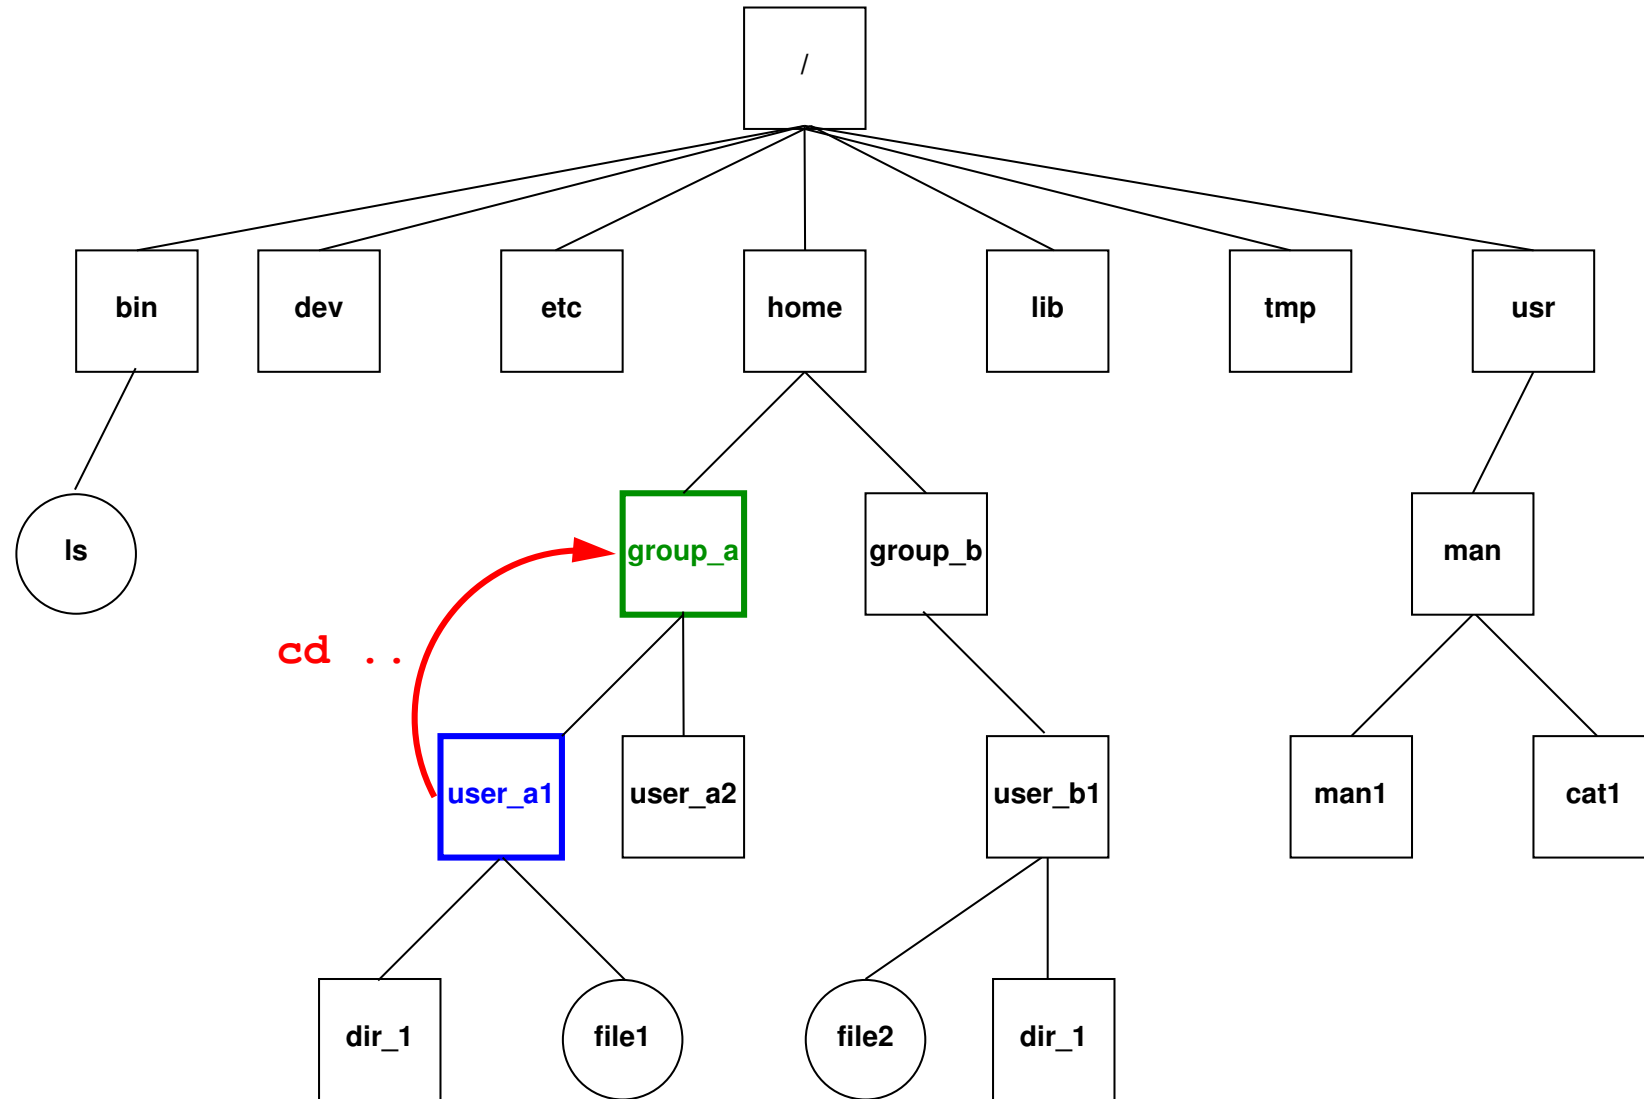 /
bin
dev
etc
home
lib
tmp
usr
ls
group_a
group_b
man
cd ..
user_a1
user_a2
user_b1
man1
cat1
dir_1
file1
file2
dir_1